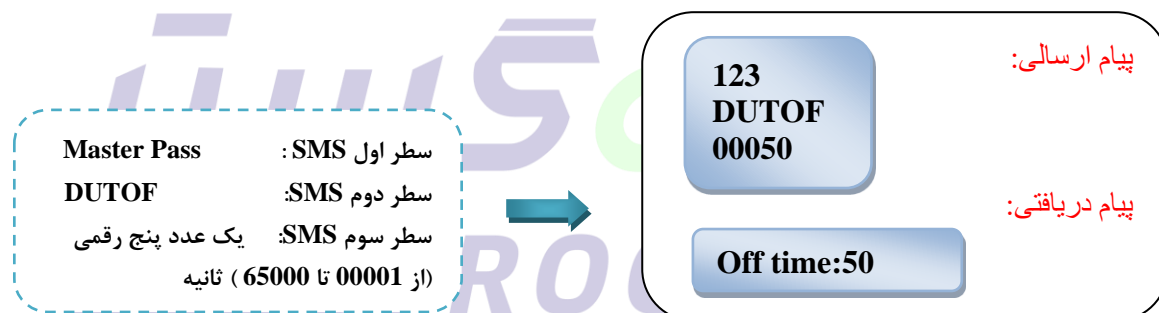 سطر اول SMS : Master Pass
سطر دوم SMS: DUTOF
سطر سوم SMS: یک عدد پنج رقمی
(از 00001 تا 65000 ) ثانیه
پیام ارسالی:
123
DUTOF
00050
پیام دریافتی:
Off time:50